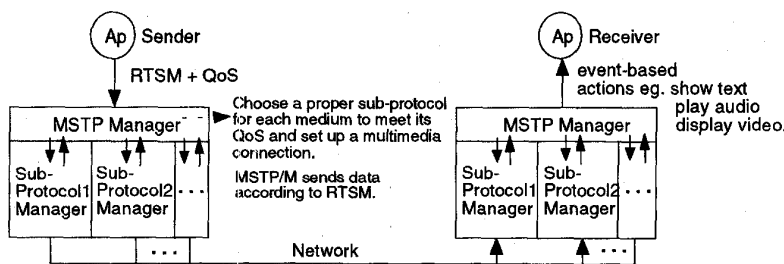 Ap Sender
RTSM + QoS
MSTP Manager
Sub-
Protocol1
Manager
Sub-
Protocol2
Manager
...
Choose a proper sub-protocol
for each medium to meet its
QoS and set up a multimedia
connection.
MSTP/M sends data
according to RTSM.
Ap Receiver
event-based
actions eg. show text
play audio
display video.
MSTP Manager
Sub-
Protocol1
Manager
Sub-
Protocol2
Manager
...
...
Network
...